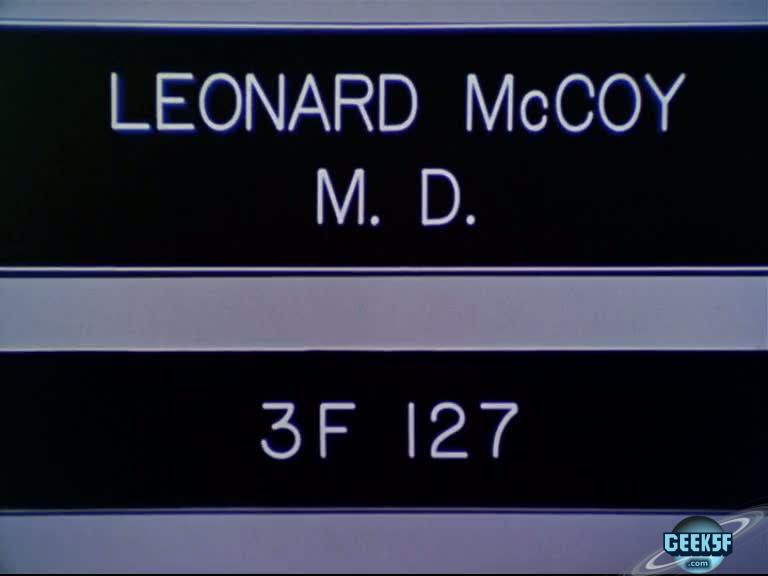 LEONARD McCOY
M. D.
3F 127
GEEKSF
.com